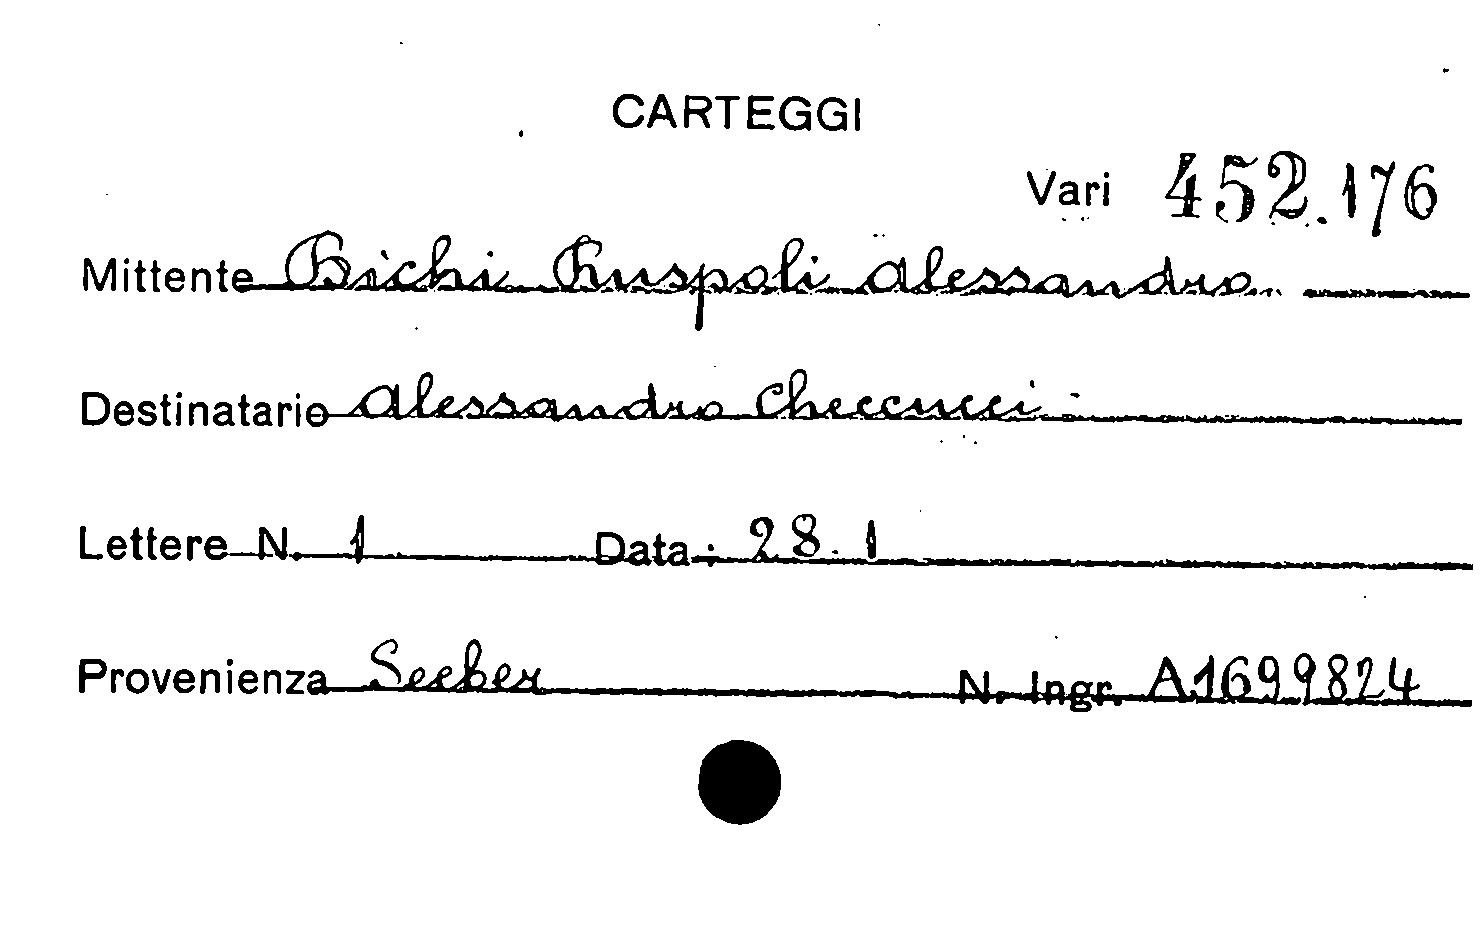 CARTEGGI
Vari 452.176
Mittente Bichi Ruspoli Alessandro
Destinatario Alessandro Checcucci
Lettere N. 1 Data: 28.1
Provenienza Seeber N. Ingr. A1699824